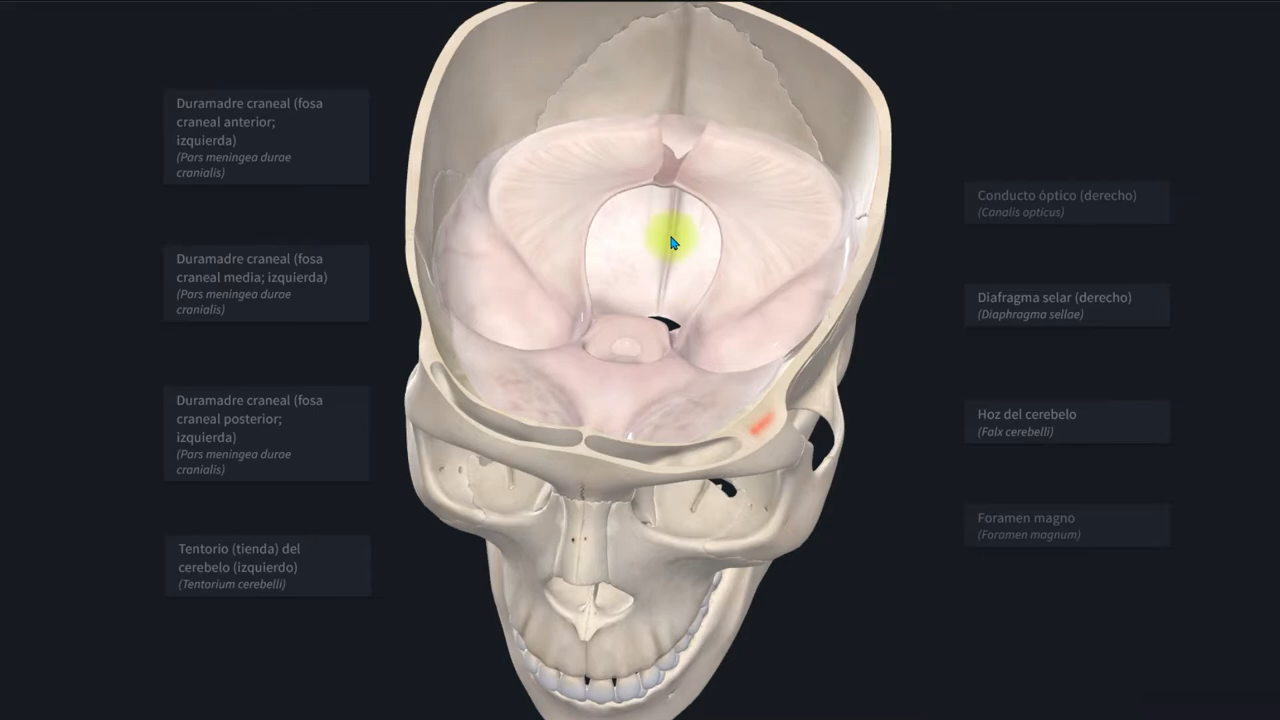 Duramadre craneal (fosa
craneal anterior;
izquierda)
(Pars meningea durae
cranialis)
Duramadre craneal (fosa
craneal media; izquierda)
(Pars meningea durae
cranialis)
Duramadre craneal (fosa
craneal posterior;
izquierda)
(Pars meningea durae
cranialis)
Tentorio (tienda) del
cerebelo (izquierdo)
(Tentorium cerebelli)
Conducto óptico (derecho)
(Canalis opticus)
Diafragma selar (derecho)
(Diaphragma sellae)
Hoz del cerebelo
(Falx cerebelli)
Foramen magno
(Foramen magnum)